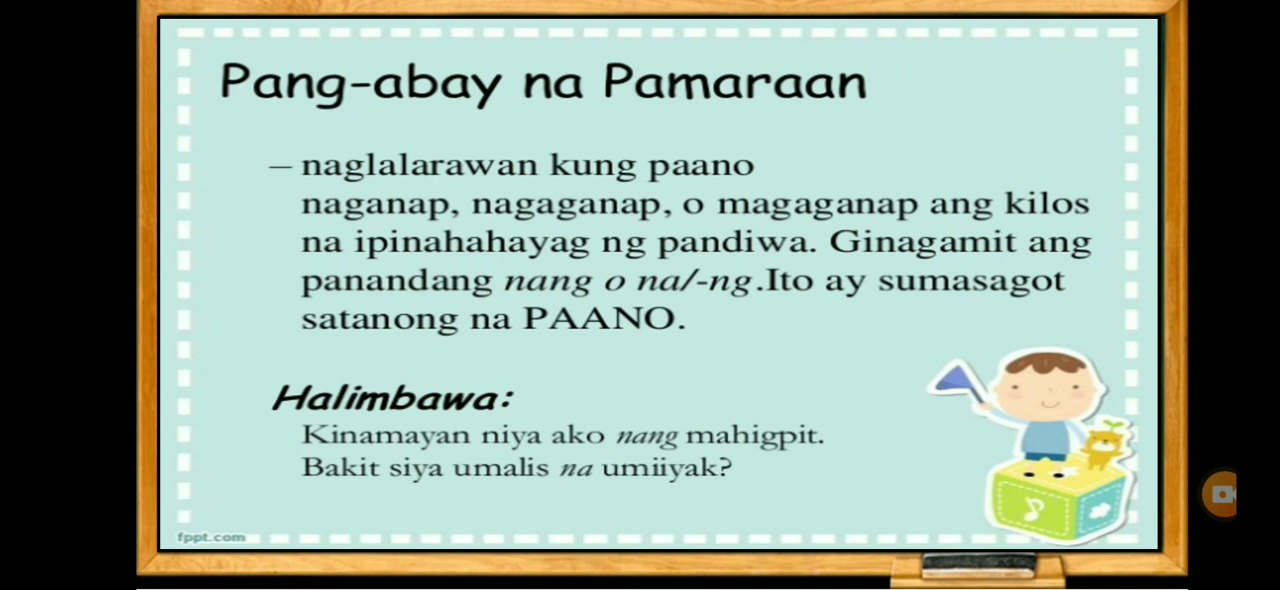 Pang-abay na Pamaraan
– naglalarawan kung paano
naganap, nagaganap, o magaganap ang kilos
na ipinahahayag ng pandiwa. Ginagamit ang
panandang nang o na/-ng.Ito ay sumasagot
satanong na PAANO.
Halimbawa:
Kinamayan niya ako nang mahigpit.
Bakit siya umalis na umiiyak?
fppt.com